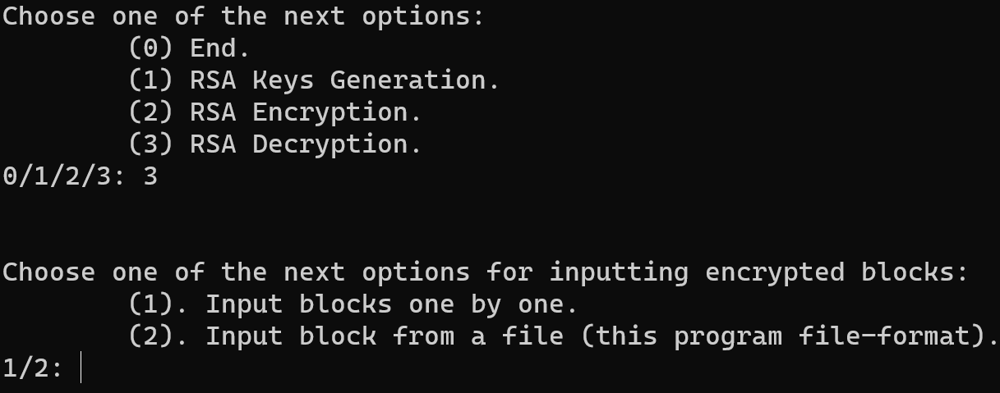 Choose one of the next options:
(0) End.
(1) RSA Keys Generation.
(2) RSA Encryption.
(3) RSA Decryption.
0/1/2/3: 3
Choose one of the next options for inputting encrypted blocks:
(1). Input blocks one by one.
(2). Input block from a file (this program file-format).
1/2: